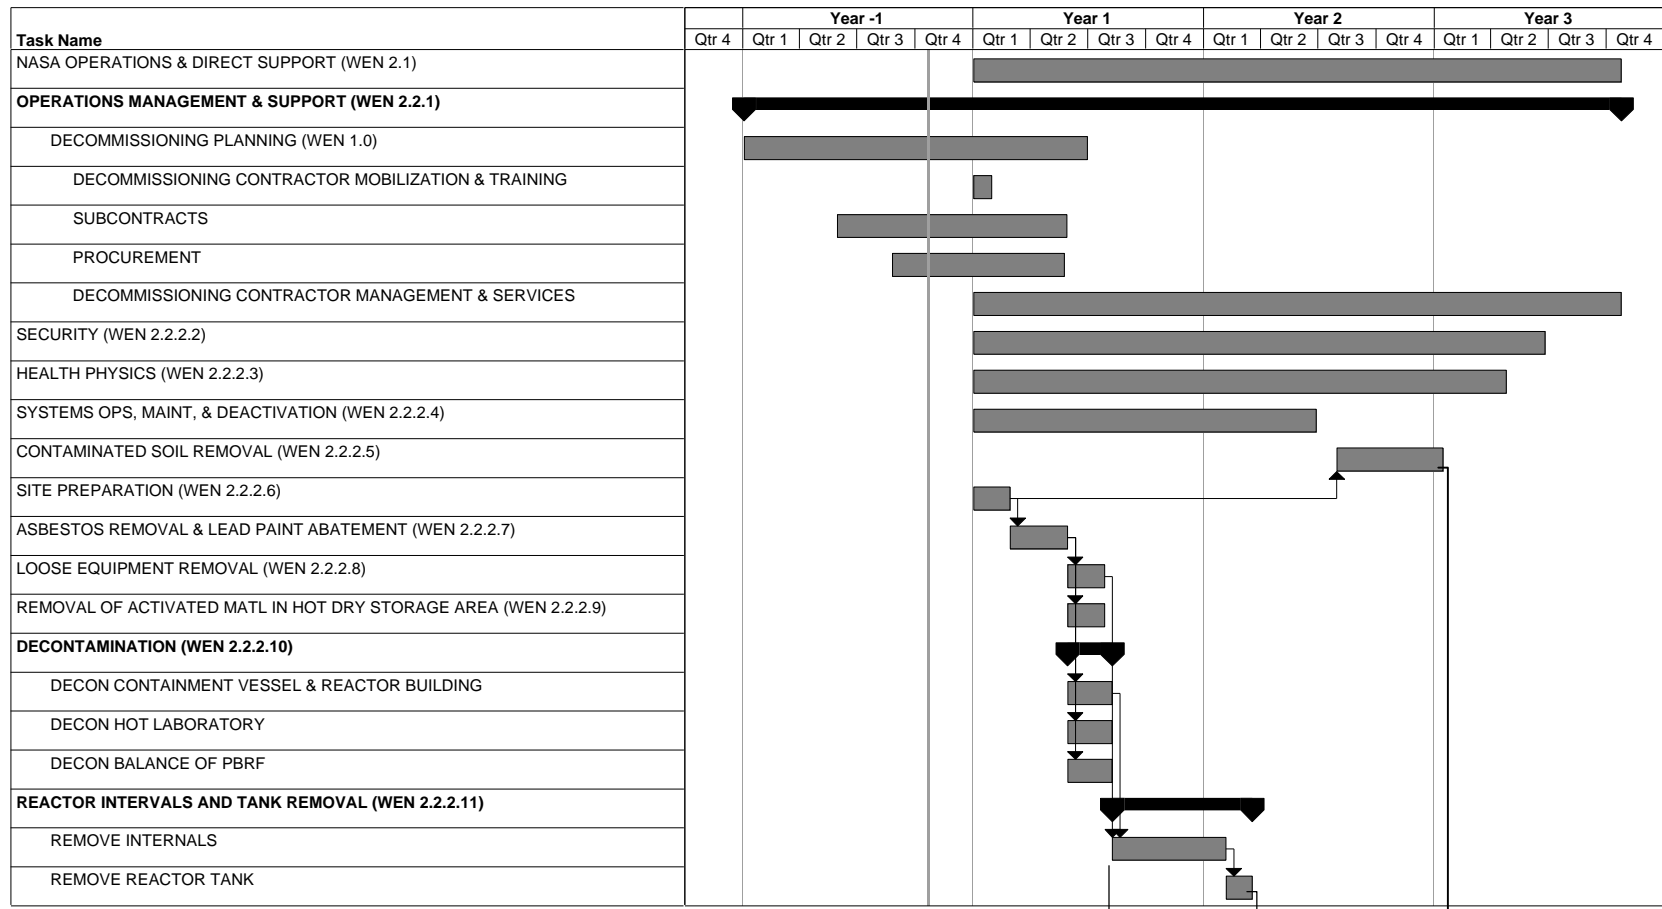 Year -1 Year 1 Year 2 Year 3
Task Name Qtr 4 Qtr 1 Qtr 2 Qtr 3 Qtr 4 Qtr 1 Qtr 2 Qtr 3 Qtr 4 Qtr 1 Qtr 2 Qtr 3 Qtr 4 Qtr 1 Qtr 2 Qtr 3 Qtr 4
NASA OPERATIONS & DIRECT SUPPORT (WEN 2.1)
OPERATIONS MANAGEMENT & SUPPORT (WEN 2.2.1)
DECOMMISSIONING PLANNING (WEN 1.0)
DECOMMISSIONING CONTRACTOR MOBILIZATION & TRAINING
SUBCONTRACTS
PROCUREMENT
DECOMMISSIONING CONTRACTOR MANAGEMENT & SERVICES
SECURITY (WEN 2.2.2.2)
HEALTH PHYSICS (WEN 2.2.2.3)
SYSTEMS OPS, MAINT, & DEACTIVATION (WEN 2.2.2.4)
CONTAMINATED SOIL REMOVAL (WEN 2.2.2.5)
SITE PREPARATION (WEN 2.2.2.6)
ASBESTOS REMOVAL & LEAD PAINT ABATEMENT (WEN 2.2.2.7)
LOOSE EQUIPMENT REMOVAL (WEN 2.2.2.8)
REMOVAL OF ACTIVATED MATL IN HOT DRY STORAGE AREA (WEN 2.2.2.9)
DECONTAMINATION (WEN 2.2.2.10)
DECON CONTAINMENT VESSEL & REACTOR BUILDING
DECON HOT LABORATORY
DECON BALANCE OF PBRF
REACTOR INTERVALS AND TANK REMOVAL (WEN 2.2.2.11)
REMOVE INTERNALS
REMOVE REACTOR TANK